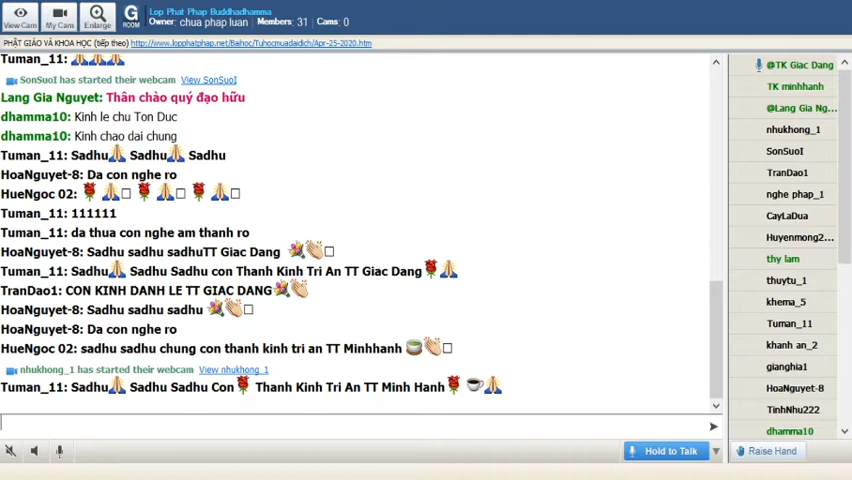 Lop Phat Phap Buddhadhamma
Owner: chua phap luan Members: 31 Cams: 0
View Cam My Cam Enlarge G ROOM
PHẬT GIÁO VÀ KHOA HỌC (tiếp theo) http://www.lopphatphap.net/Baihoc/Tuhocmuadaidich/Apr-25-2020.htm
Tuman_11:
SonSuoI has started their webcam View SonSuoI
Lang Gia Nguyet: Thân chào quý đạo hữu
dhamma10: Kinh le chu Ton Duc
dhamma10: Kinh chao dai chung
Tuman_11: Sadhu Sadhu Sadhu
HoaNguyet-8: Da con nghe ro
HueNgoc 02:
Tuman_11: 111111
Tuman_11: da thua con nghe am thanh ro
HoaNguyet-8: Sadhu sadhu sadhuTT Giac Dang
Tuman_11: Sadhu Sadhu Sadhu con Thanh Kinh Tri An TT Giac Dang
TranDao1: CON KINH DANH LE TT GIAC DANG
HoaNguyet-8: Sadhu sadhu sadhu
HoaNguyet-8: Da con nghe ro
HueNgoc 02: sadhu sadhu chung con thanh kinh tri an TT Minhhanh
nhukhong_1 has started their webcam View nhukhong_1
Tuman_11: Sadhu Sadhu Sadhu Con Thanh Kinh Tri An TT Minh Hanh
@TK Giac Dang
TK minhhanh
@Lang Gia Ng...
nhukhong_1
SonSuoI
TranDao1
nghe phap_1
CayLaDua
Huyenmong2...
thy lam
thuytu_1
khema_5
Tuman_11
khanh an_2
gianghia1
HoaNguyet-8
TinhNhu222
dhamma10
Hold to Talk
Raise Hand